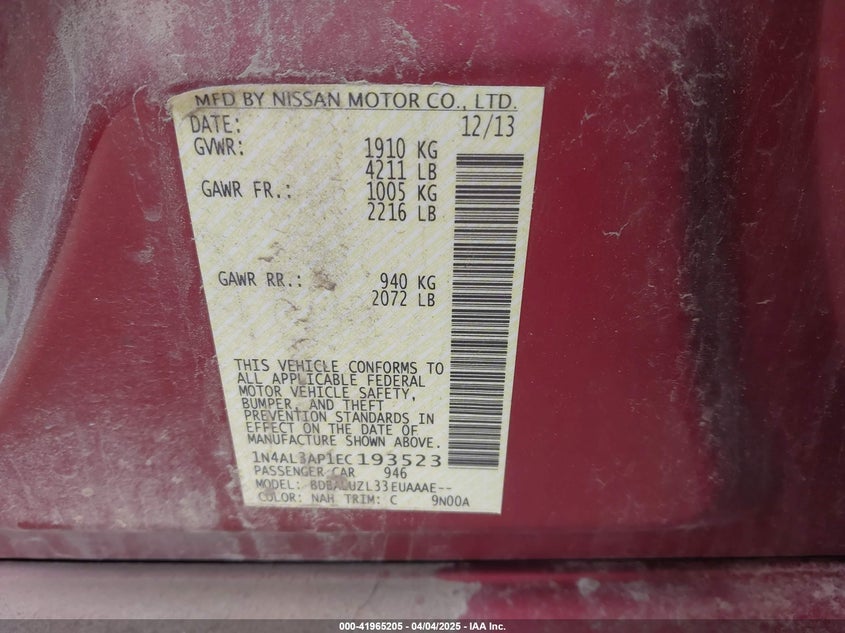 MFD BY NISSAN MOTOR CO., LTD.
DATE: 12/13
GVWR: 1910 KG
4211 LB
GAWR FR.: 1005 KG
2216 LB
GAWR RR.: 940 KG
2072 LB
THIS VEHICLE CONFORMS TO
ALL APPLICABLE FEDERAL
MOTOR VEHICLE SAFETY,
BUMPER, AND THEFT
PREVENTION STANDARDS IN
EFFECT ON THE DATE OF
MANUFACTURE SHOWN ABOVE.
1N4AL3AP1EC193523
PASSENGER CAR 946
MODEL:
COLOR: NAH TRIM: C 9N00A
000-41965205 - 04/04/2025 - IAA Inc.